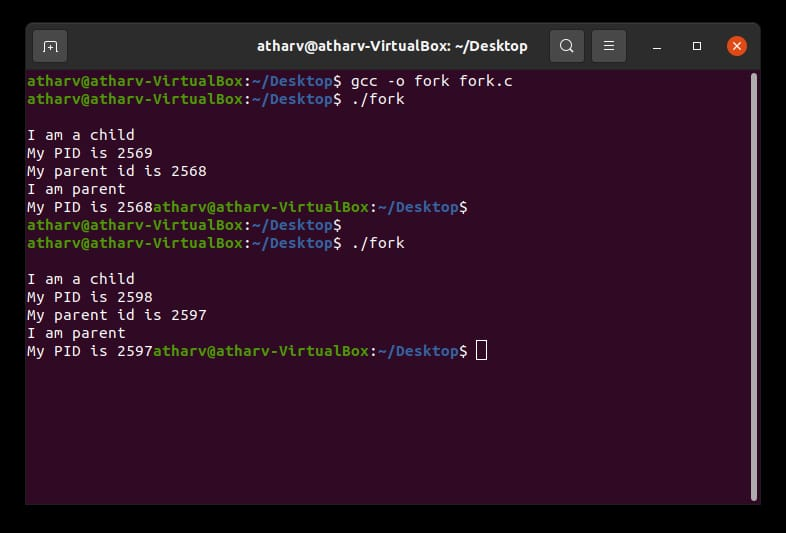 atharv@atharv-VirtualBox: ~/Desktop
atharv@atharv-VirtualBox:~/Desktop$ gcc -o fork fork.c
atharv@atharv-VirtualBox:~/Desktop$ ./fork
I am a child
My PID is 2569
My parent id is 2568
I am parent
My PID is 2568atharv@atharv-VirtualBox:~/Desktop$
atharv@atharv-VirtualBox:~/Desktop$
atharv@atharv-VirtualBox:~/Desktop$ ./fork
I am a child
My PID is 2598
My parent id is 2597
I am parent
My PID is 2597atharv@atharv-VirtualBox:~/Desktop$